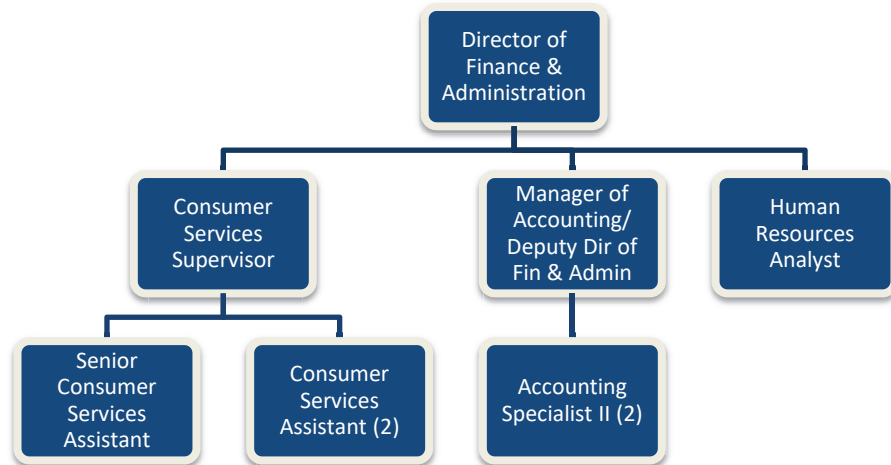 Director of
Finance &
Administration
Consumer
Services
Supervisor
Manager of
Accounting/
Deputy Dir of
Fin & Admin
Human
Resources
Analyst
Senior
Consumer
Services
Assistant
Consumer
Services
Assistant (2)
Accounting
Specialist II (2)